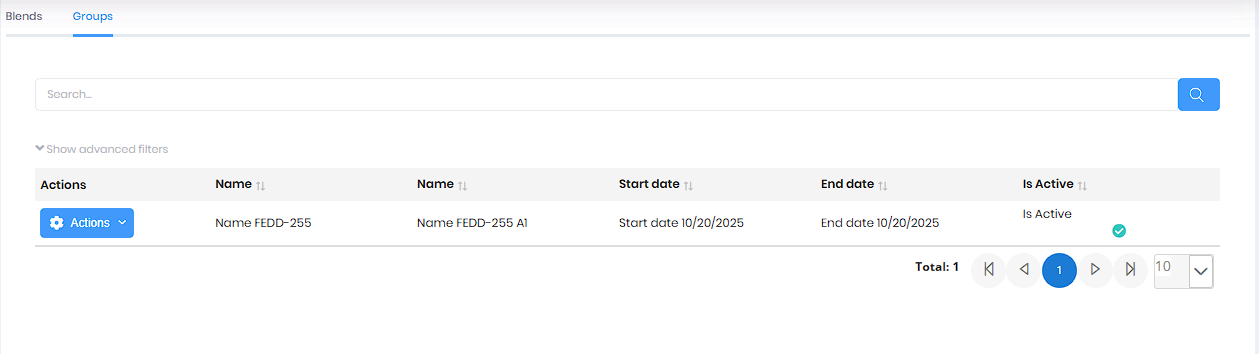 Blends Groups
Search...
Show advanced filters
Actions Name Name Start date End date Is Active
Actions Name FEDD-255 Name FEDD-255 A1 Start date 10/20/2025 End date 10/20/2025 Is Active
Total: 1 1 10